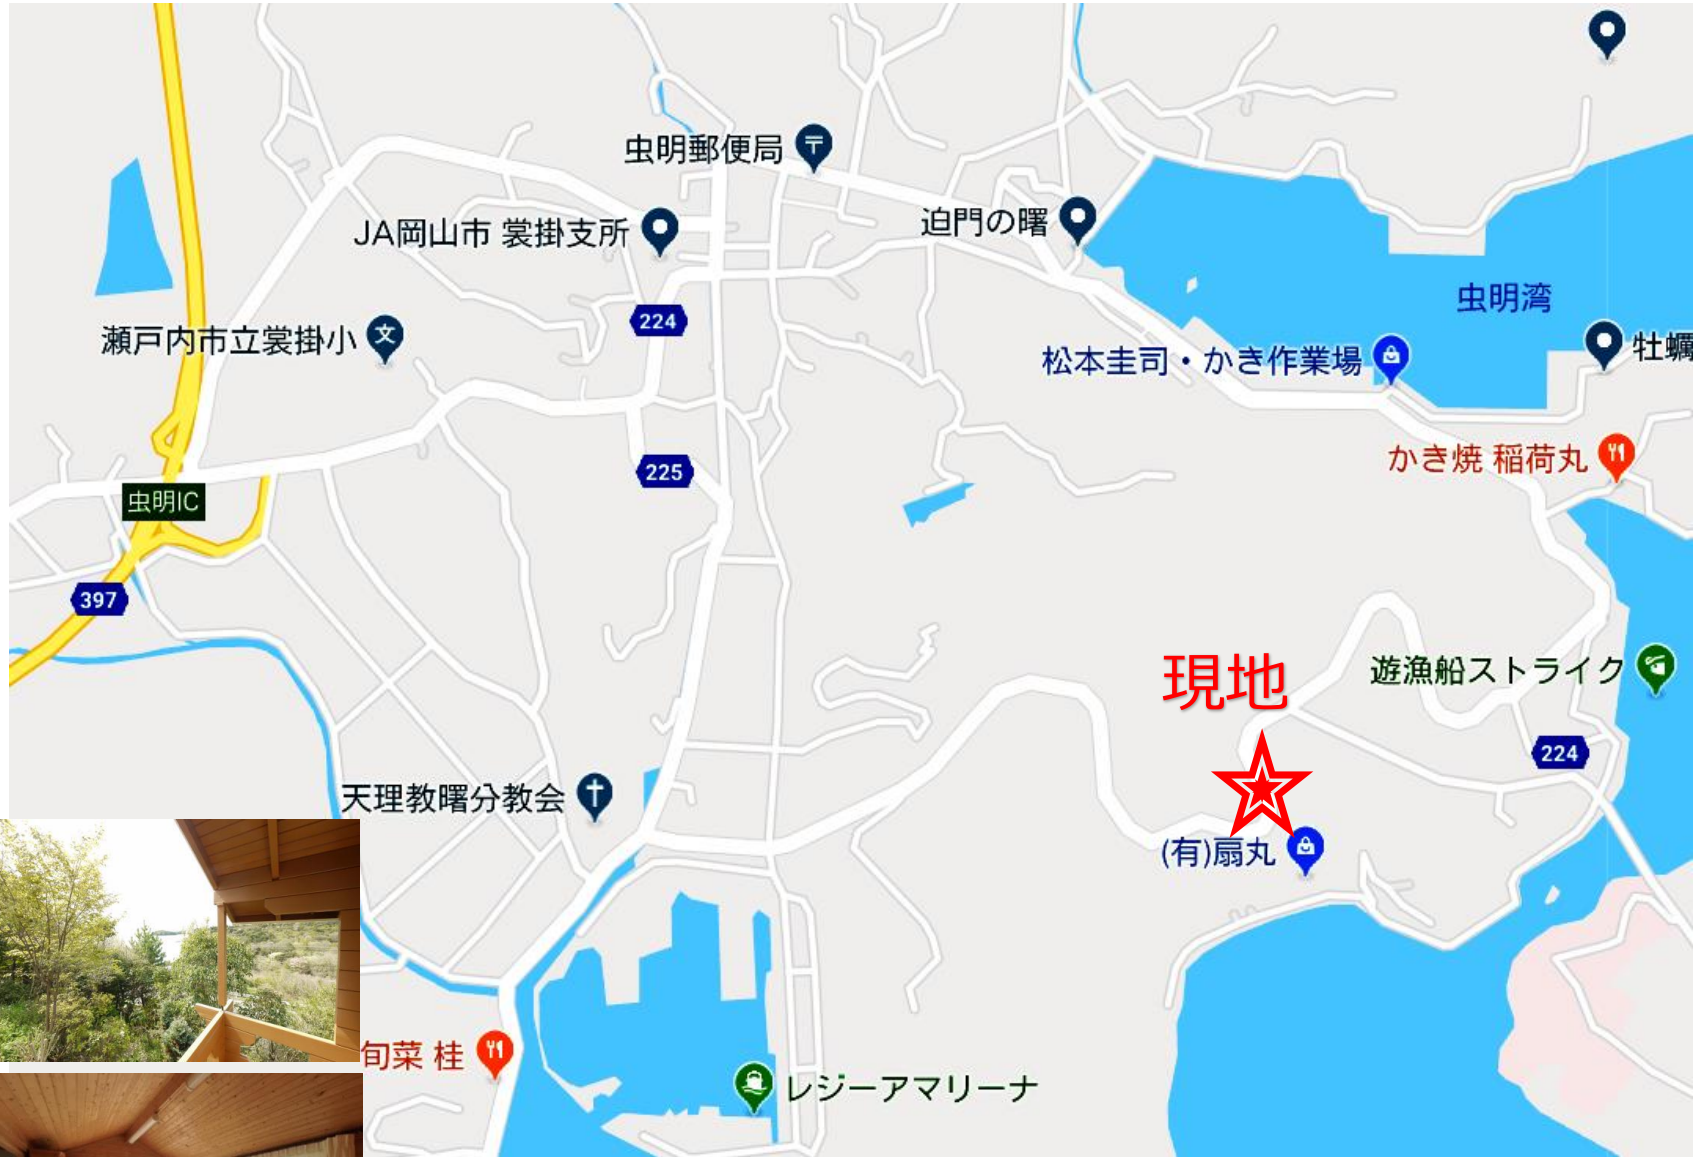 虫明郵便局
迫門の曙
JA岡山市 裳掛支所
虫明湾
224
瀬戸内市立裳掛小
松本圭司・かき作業場
牡蠣
かき焼 稲荷丸
225
虫明IC
397
現地
遊漁船ストライク
224
天理教曙分教会
(有)扇丸
旬菜 桂
レジーアマリーナ